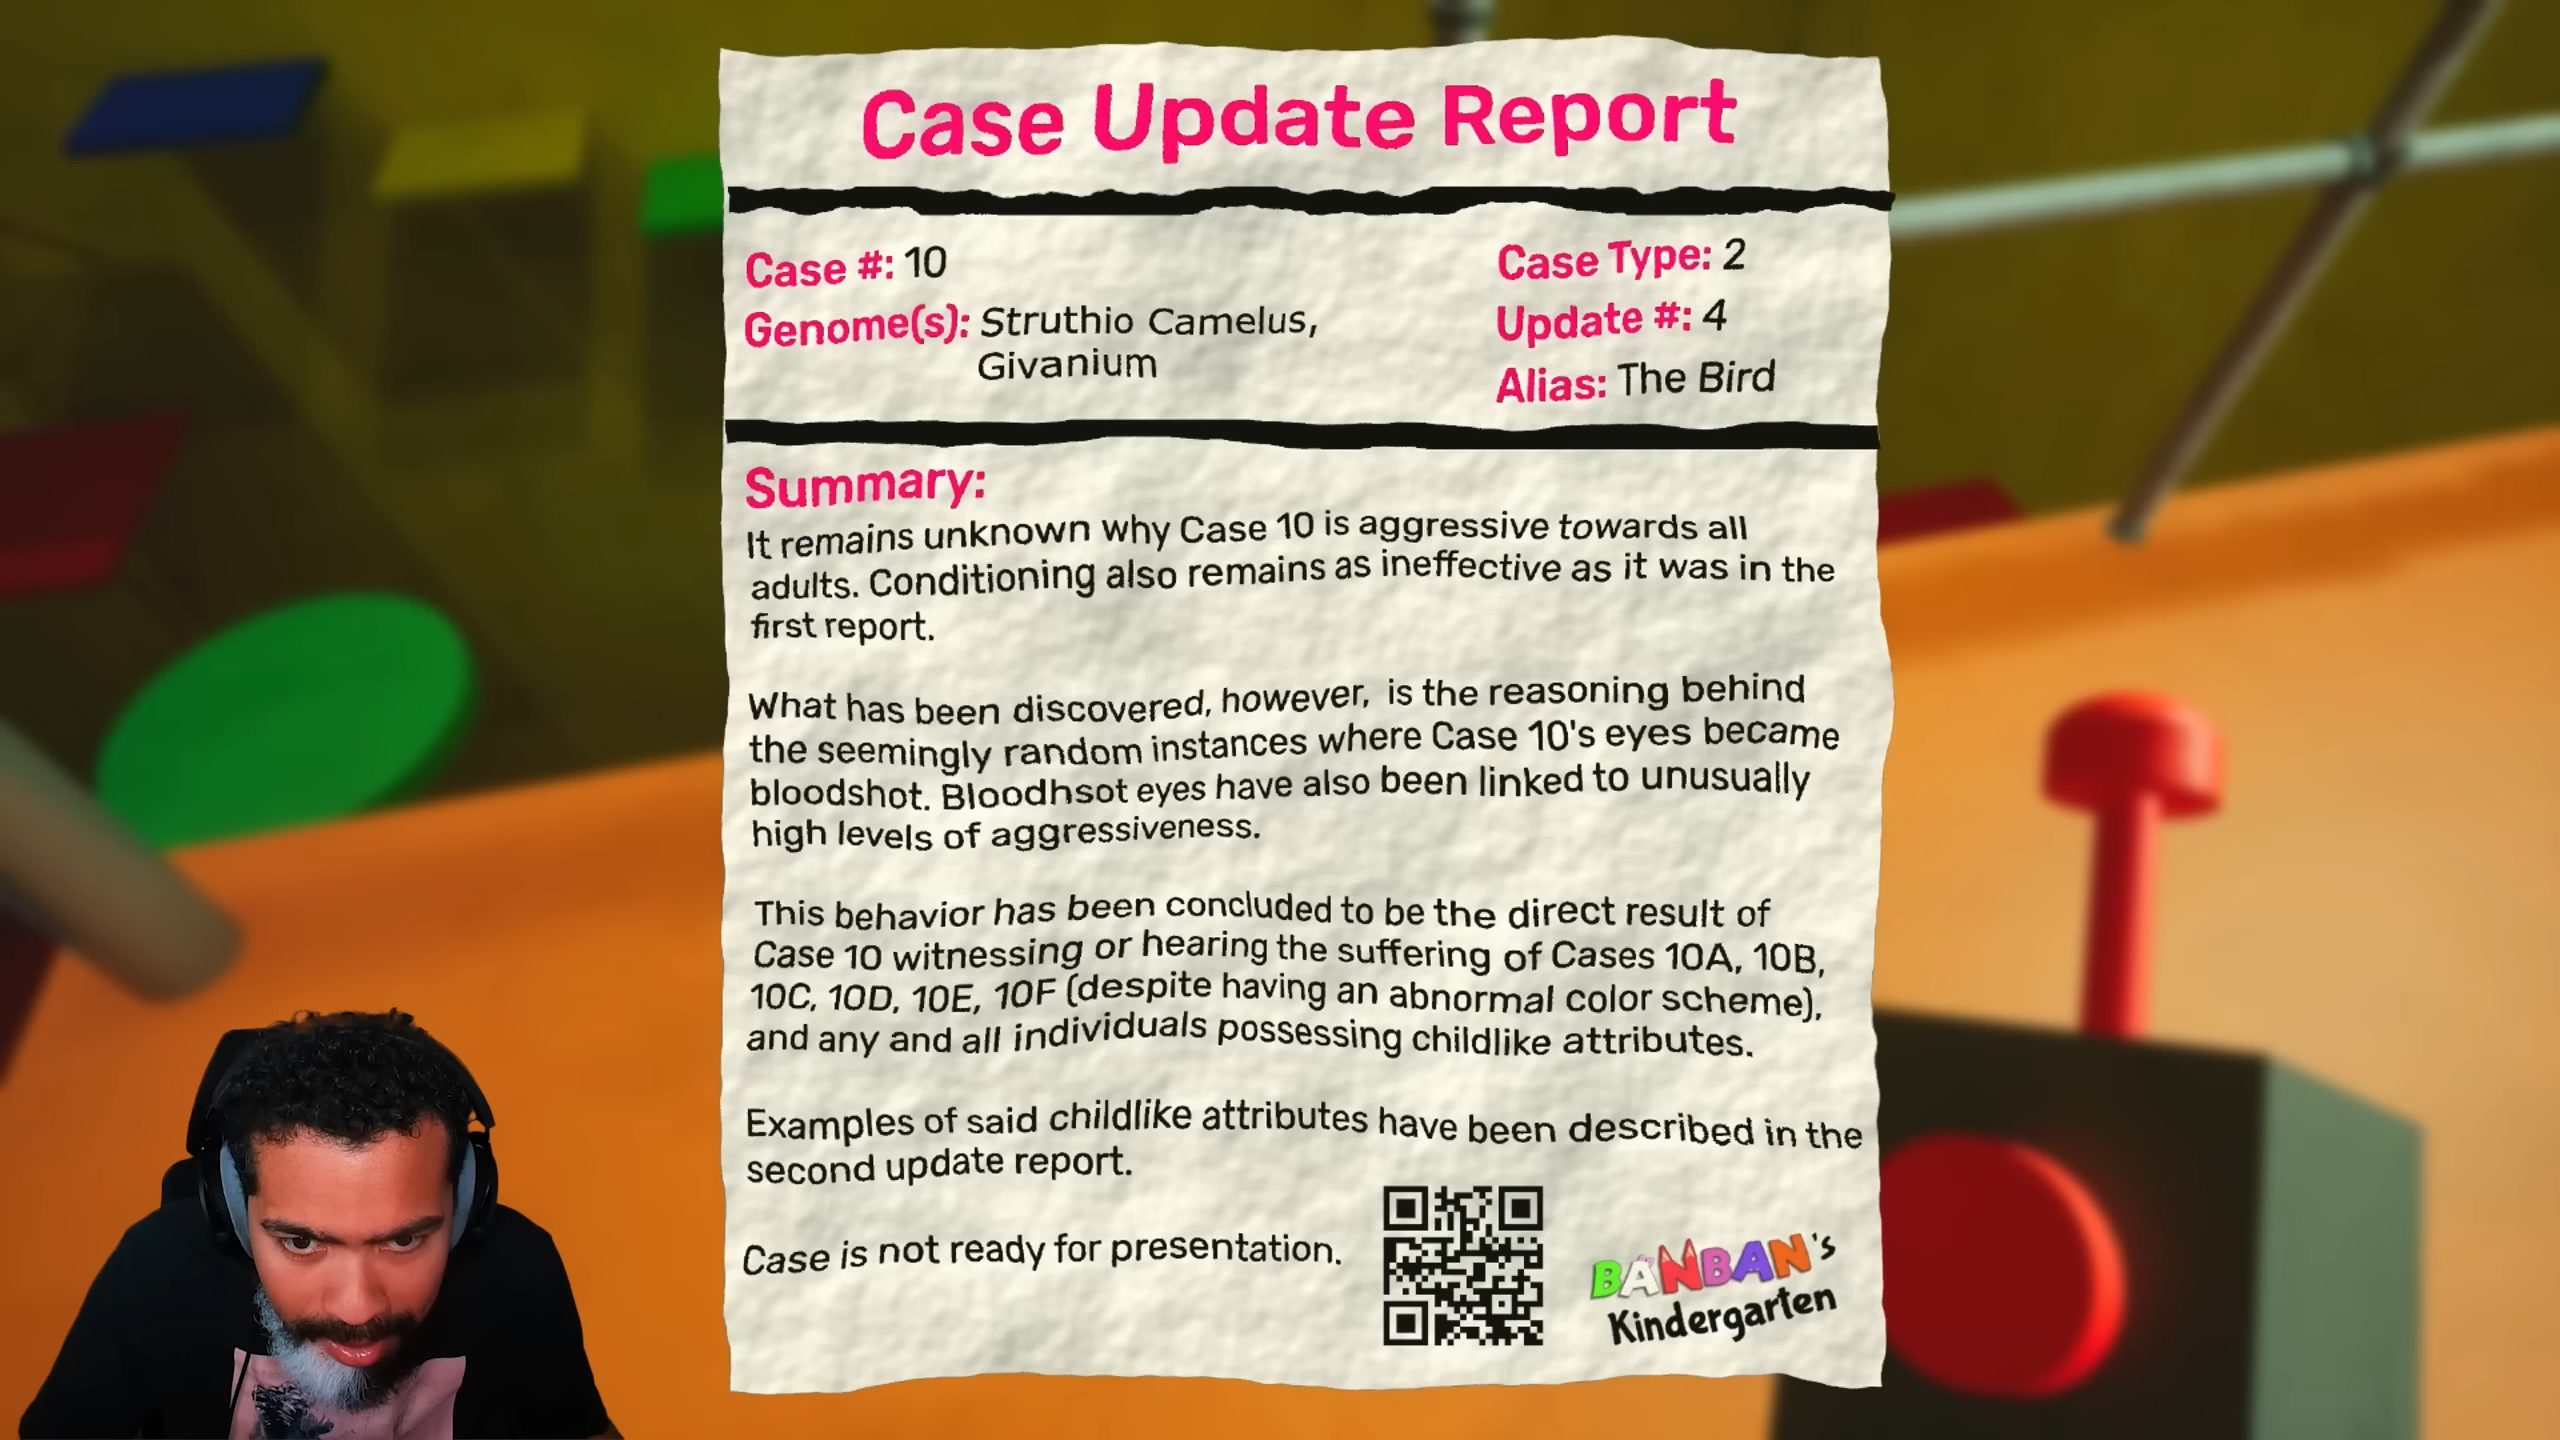 Case Update Report
Case #: 10
Genome(s): Struthio Camelus,
Givanium
Case Type: 2
Update #: 4
Alias: The Bird
Summary:
It remains unknown why Case 10 is aggressive towards all
adults. Conditioning also remains as ineffective as it was in the
first report.
What has been discovered, however, is the reasoning behind
the seemingly random instances where Case 10's eyes became
bloodshot. Bloodhsot eyes have also been linked to unusually
high levels of aggressiveness.
This behavior has been concluded to be the direct result of
Case 10 witnessing or hearing the suffering of Cases 10A, 10B,
10C, 10D, 10E, 10F (despite having an abnormal color scheme),
and any and all individuals possessing childlike attributes.
Examples of said childlike attributes have been described in the
second update report.
Case is not ready for presentation.
BANBAN's
Kindergarten